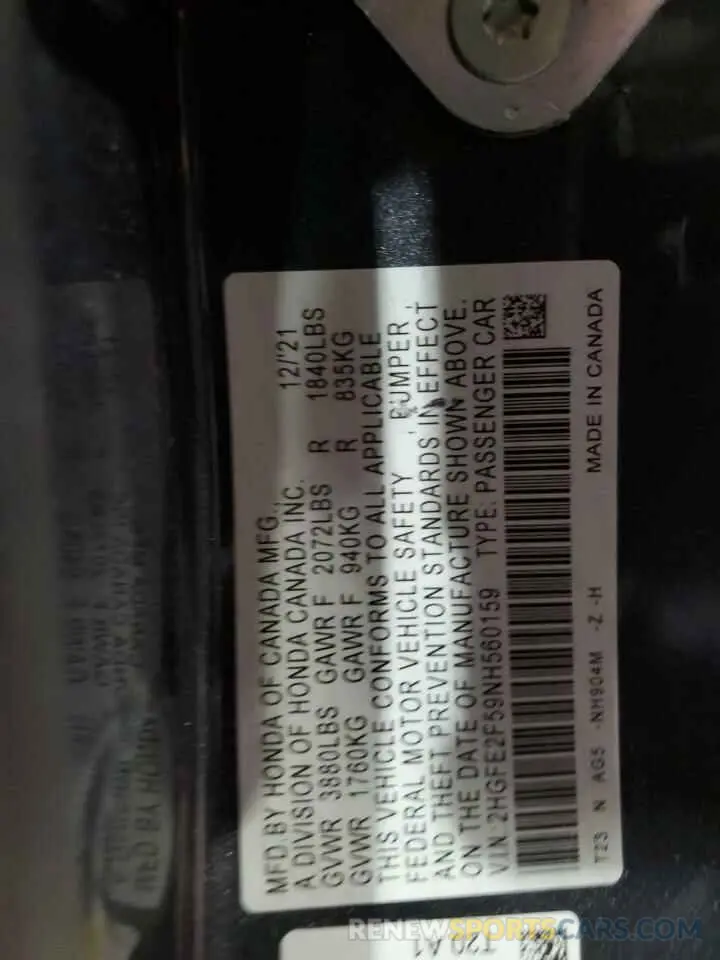 MFD. BY HONDA OF CANADA MFG., 12/'21
A DIVISION OF HONDA CANADA INC.
GVWR 3880LBS GAWR F 2072LBS R 1840LBS
GVWR 1760KG GAWR F 940KG R 835KG
THIS VEHICLE CONFORMS TO ALL APPLICABLE
FEDERAL MOTOR VEHICLE SAFETY, BUMPER,
AND THEFT PREVENTION STANDARDS IN EFFECT
ON THE DATE OF MANUFACTURE SHOWN ABOVE.
V.I.N: 2HGFE2F59NH560159 TYPE: PASSENGER CAR
T23 N AG5 -NH904M -Z -H MADE IN CANADA
T20 A1
RENEWSPORTSCARS.COM